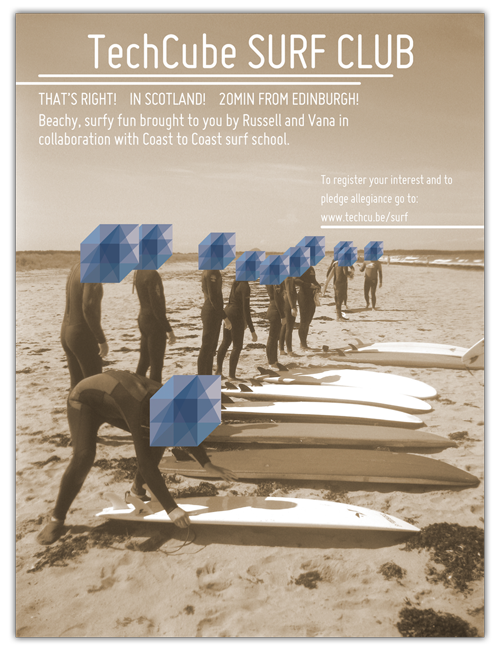 TechCube SURF CLUB
THAT'S RIGHT! IN SCOTLAND! 20MIN FROM EDINBURGH!
Beachy, surfy fun brought to you by Russell and Vana in
collaboration with Coast to Coast surf school.
To register your interest and to
pledge allegiance go to:
www.techcu.be/surf